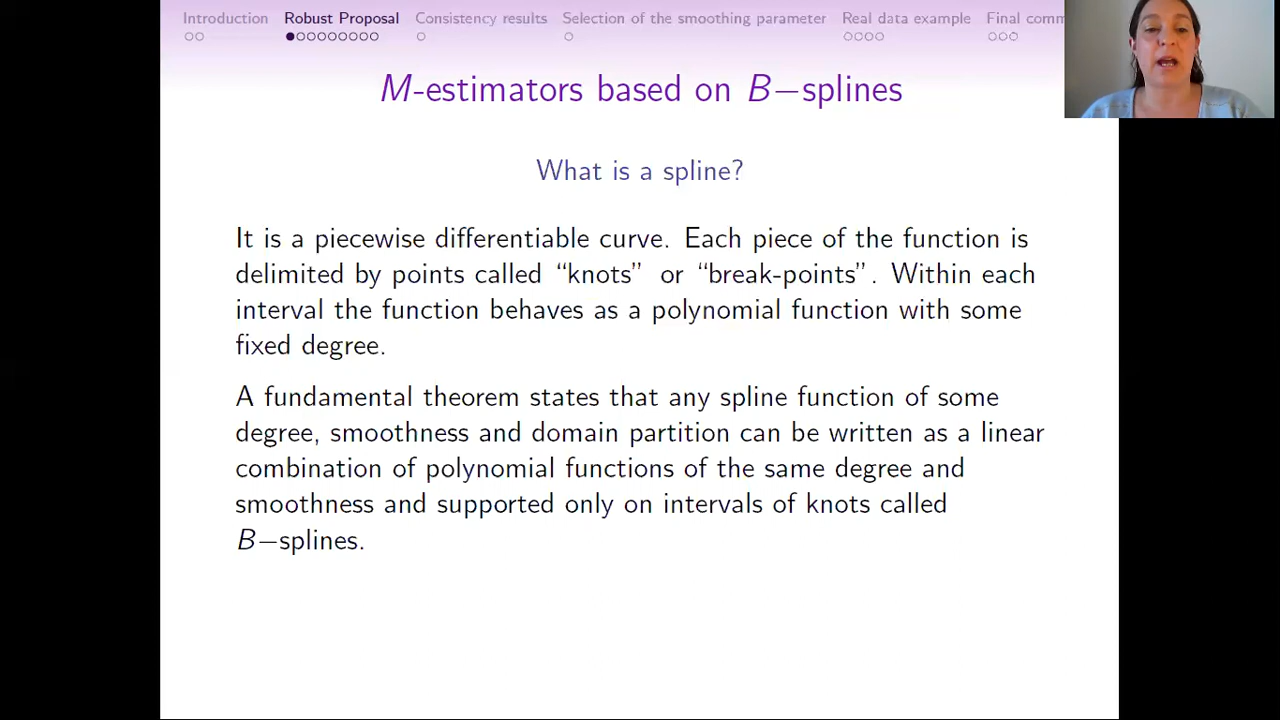 Introduction Robust Proposal Consistency results Selection of the smoothing parameter Real data example Final comm
M-estimators based on B−splines
What is a spline?
It is a piecewise differentiable curve. Each piece of the function is
delimited by points called “knots” or “break-points”. Within each
interval the function behaves as a polynomial function with some
fixed degree.
A fundamental theorem states that any spline function of some
degree, smoothness and domain partition can be written as a linear
combination of polynomial functions of the same degree and
smoothness and supported only on intervals of knots called
B−splines.